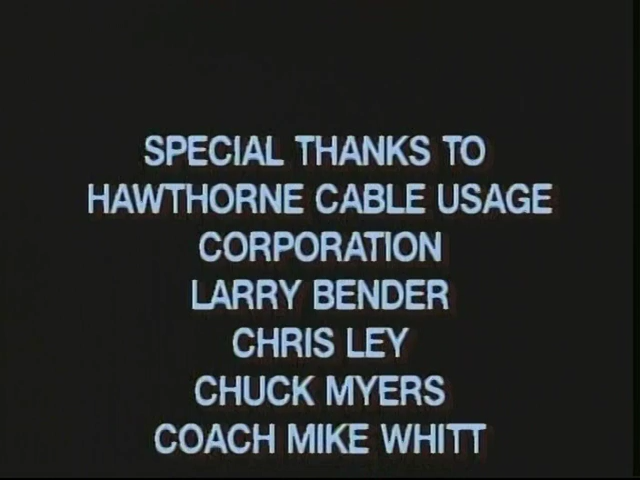 SPECIAL THANKS TO
HAWTHORNE CABLE USAGE
CORPORATION
LARRY BENDER
CHRIS LEY
CHUCK MYERS
COACH MIKE WHITT